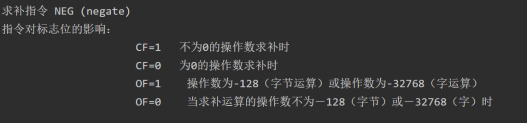 求补指令 NEG (negate)
指令对标志位的影响:
CF=1 不为0的操作数求补时
CF=0 为0的操作数求补时
OF=1 操作数为-128（字节运算）或操作数为-32768（字运算）
OF=0 当求补运算的操作数不为－128（字节）或－32768（字）时